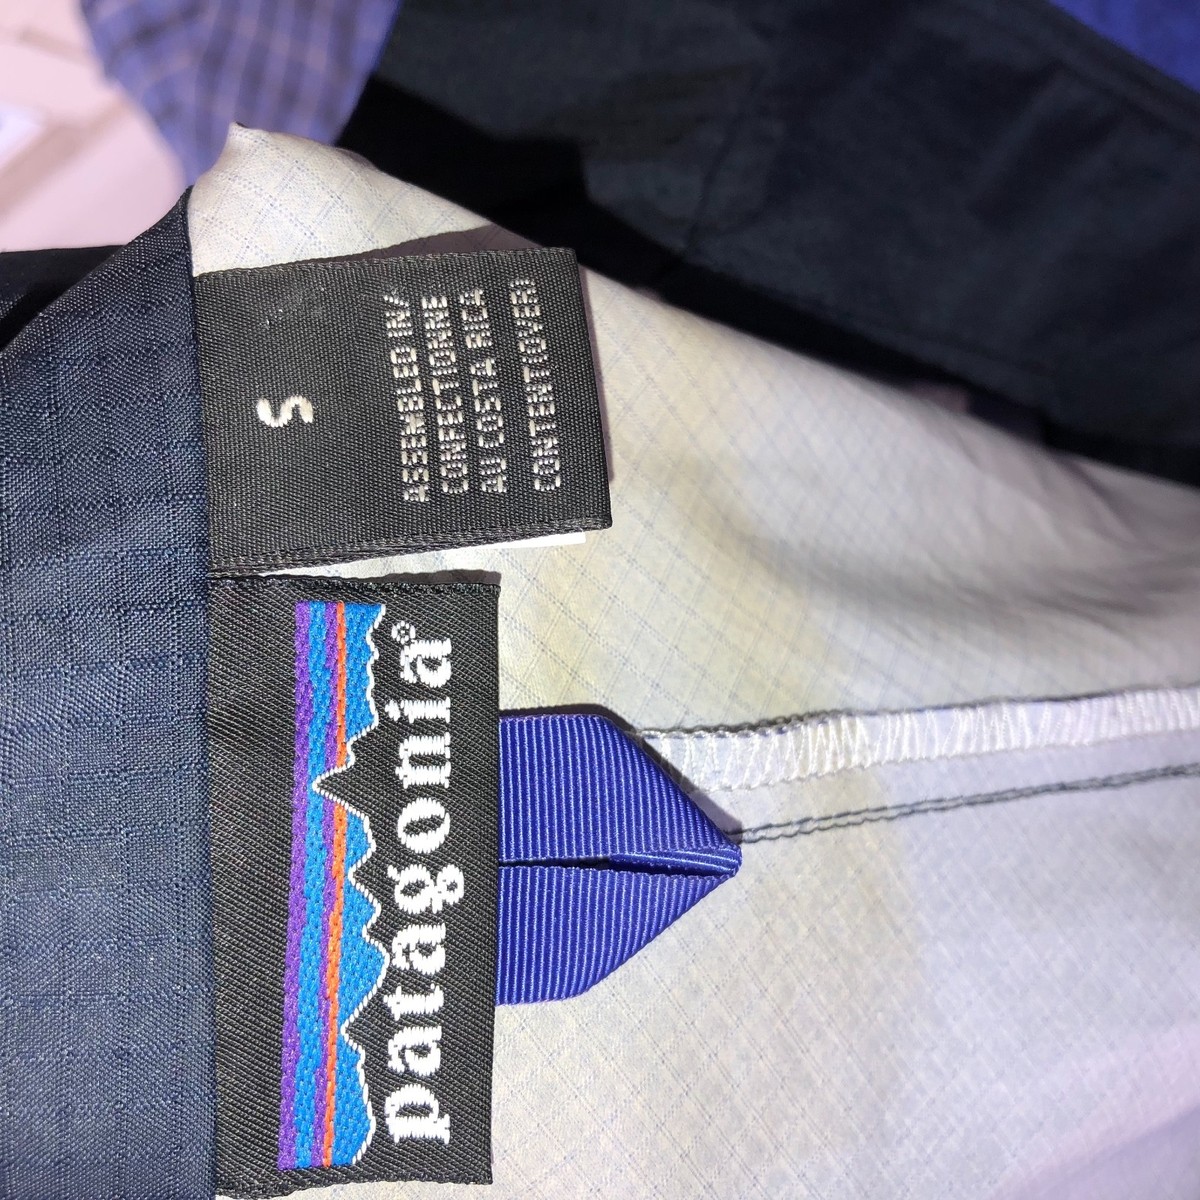 S
ASSEMBLED IN/
CONFECTIONNE
AU COSTA RICA
CONTENT/OVER:
patagonia®